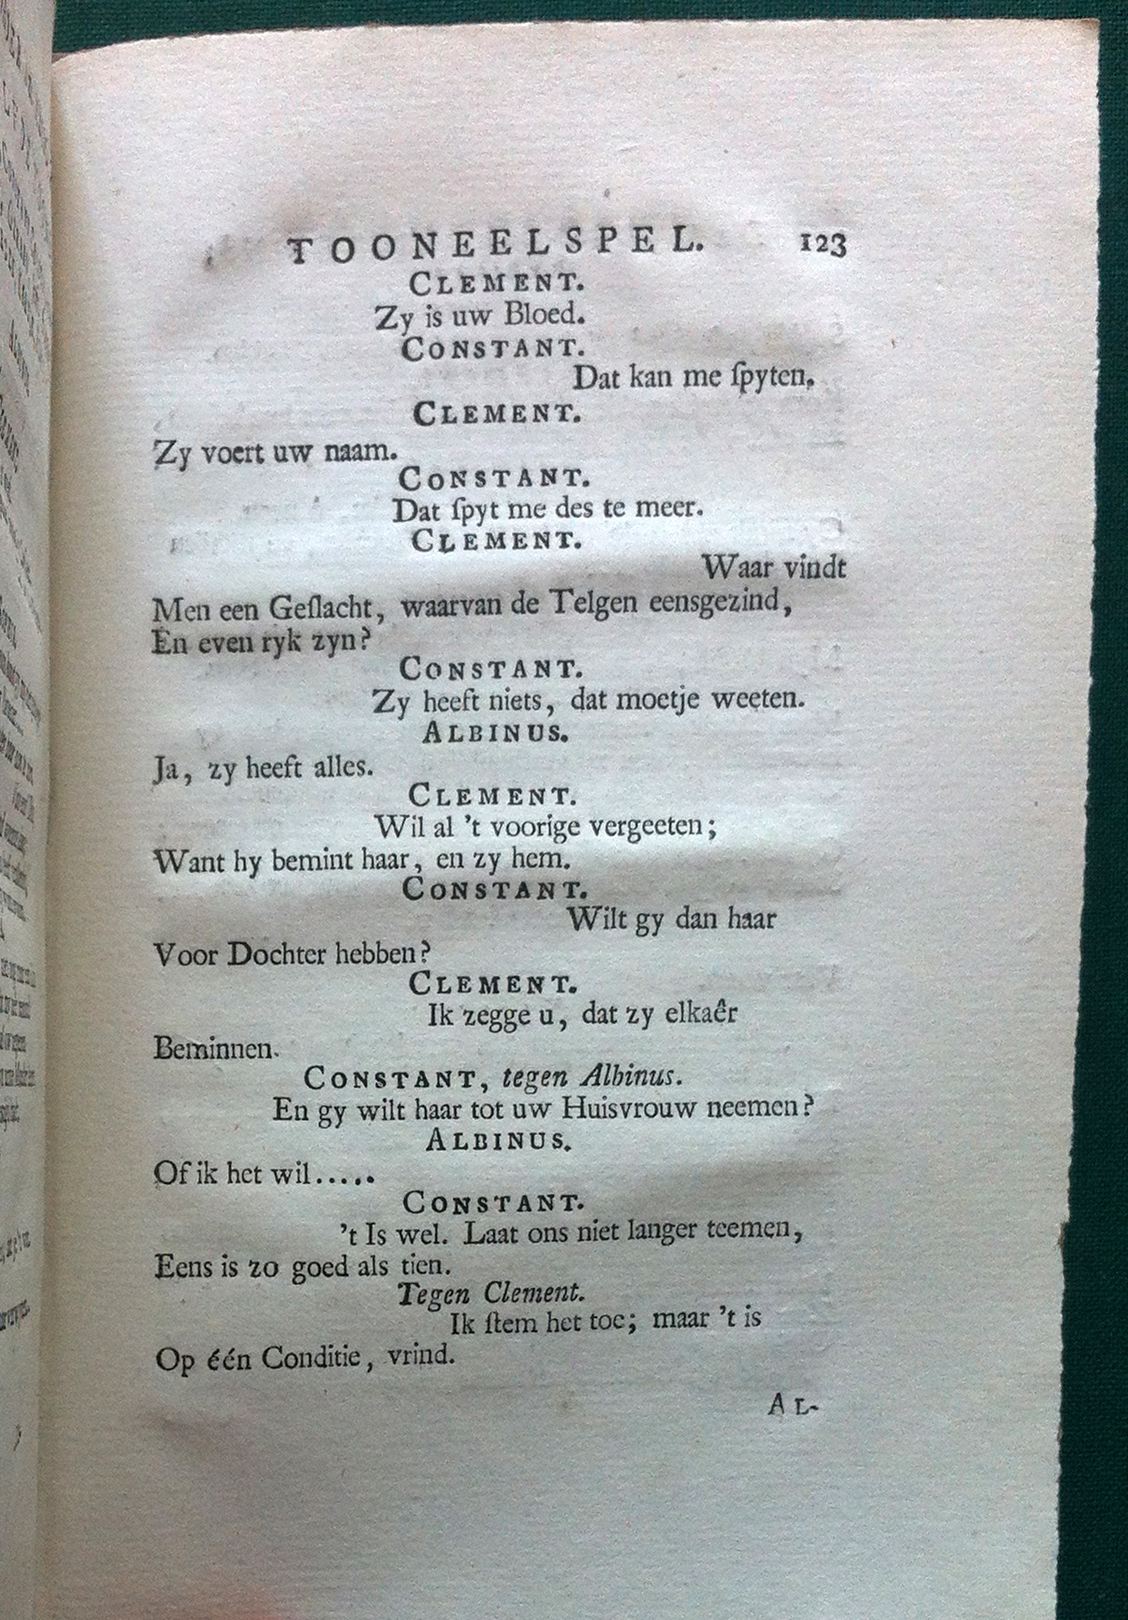 TOONEELSPEL. 123
CLEMENT.
Zy is uw Bloed.
CONSTANT.
Dat kan me ſpyten.
CLEMENT.
Zy voert uw naam.
CONSTANT.
Dat ſpyt me des te meer.
CLEMENT.
Waar vindt
Men een Geſlacht, waarvan de Telgen eensgezind,
En even ryk zyn?
CONSTANT.
Zy heeft niets, dat moetje weeten.
ALBINUS.
Ja, zy heeft alles.
CLEMENT.
Wil al 't voorige vergeeten;
Want hy bemint haar, en zy hem.
CONSTANT.
Wilt gy dan haar
Voor Dochter hebben?
CLEMENT.
Ik zegge u, dat zy elkaêr
Beminnen.
CONSTANT, tegen Albinus.
En gy wilt haar tot uw Huisvrouw neemen?
ALBINUS.
Of ik het wil.....
CONSTANT.
't Is wel. Laat ons niet langer teemen,
Eens is zo goed als tien.
Tegen Clement.
Ik ſtem het toe; maar 't is
Op één Conditie, vrind.
AL-